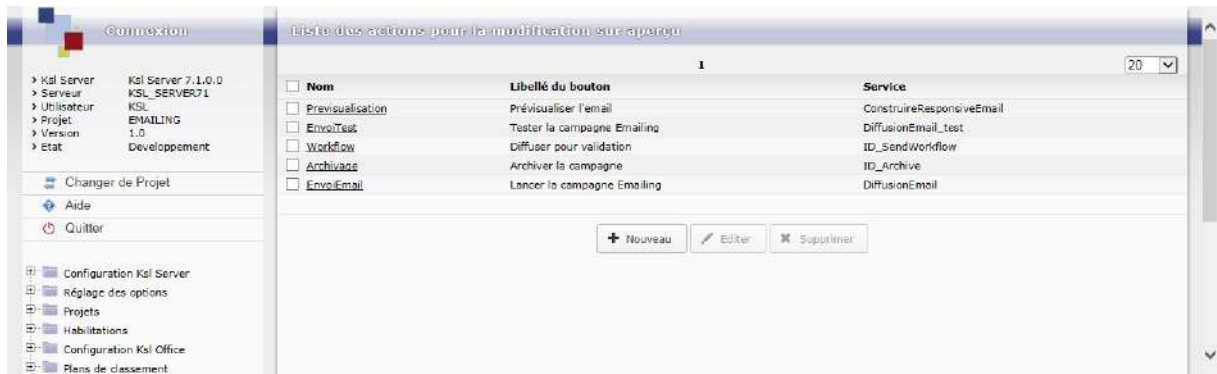 Connexion
Liste des actions pour la modification sur aperçu
Ksl Server Ksl Server 7.1.0.0
Serveur KSL_SERVER71
Utilisateur KSL
Projet EMAILING
Version 1.0
Etat Developpement
Changer de Projet
Aide
Quitter
Configuration Ksl Server
Réglage des options
Projets
Habilitations
Configuration Ksl Office
Plans de classement
1
20
Nom Libellé du bouton Service
Previsualisation Prévisualiser l'email ConstruireResponsiveEmail
EnvoiTest Tester la campagne Emailing DiffusionEmail_test
Workflow Diffuser pour validation ID_SendWorkflow
Archivage Archiver la campagne ID_Archive
EnvoiEmail Lancer la campagne Emailing DiffusionEmail
Nouveau Editer Supprimer